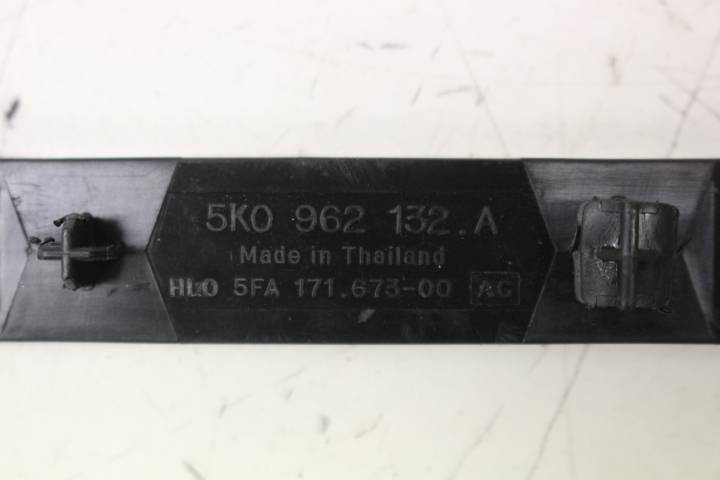 5K0 962 132.A
Made in Thailand
HLO 5FA 171.673-00 AC